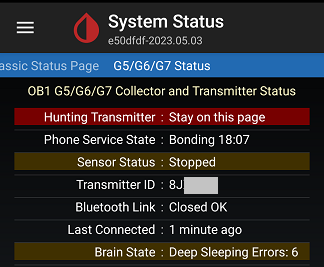 System Status
e50dfdf-2023.05.03
assic Status Page G5/G6/G7 Status
OB1 G5/G6/G7 Collector and Transmitter Status
Hunting Transmitter : Stay on this page
Phone Service State : Bonding 18:07
Sensor Status : Stopped
Transmitter ID : 8J
Bluetooth Link : Closed OK
Last Connected : 1 minute ago
Brain State : Deep Sleeping Errors: 6